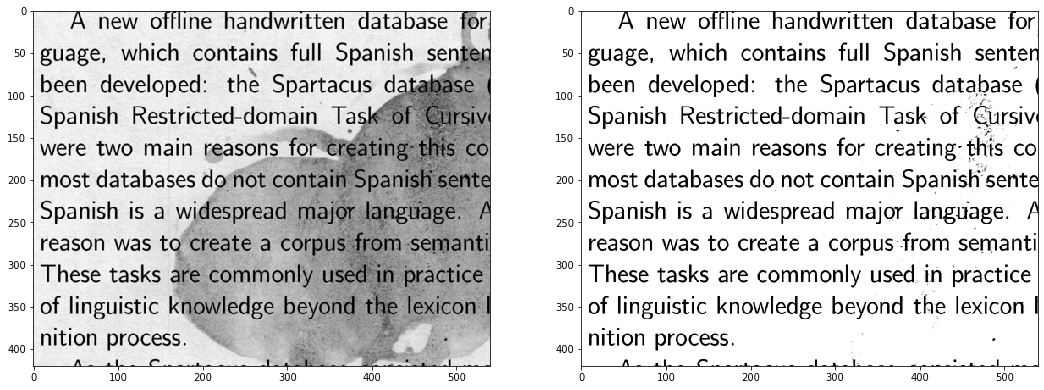 0
50
100
150
200
250
300
350
400
A new offline handwritten database for
guage, which contains full Spanish senten
been developed: the Spartacus database (
Spanish Restricted-domain Task of Cursive
were two main reasons for creating this co
most databases do not contain Spanish sente
Spanish is a widespread major language. A
reason was to create a corpus from semanti
These tasks are commonly used in practice
of linguistic knowledge beyond the lexicon l
nition process.
0 100 200 300 400 500
0
50
100
150
200
250
300
350
400
A new offline handwritten database for
guage, which contains full Spanish senten
been developed: the Spartacus database (
Spanish Restricted-domain Task of Cursive
were two main reasons for creating this co
most databases do not contain Spanish sente
Spanish is a widespread major language. A
reason was to create a corpus from semanti
These tasks are commonly used in practice
of linguistic knowledge beyond the lexicon l
nition process.
0 100 200 300 400 500